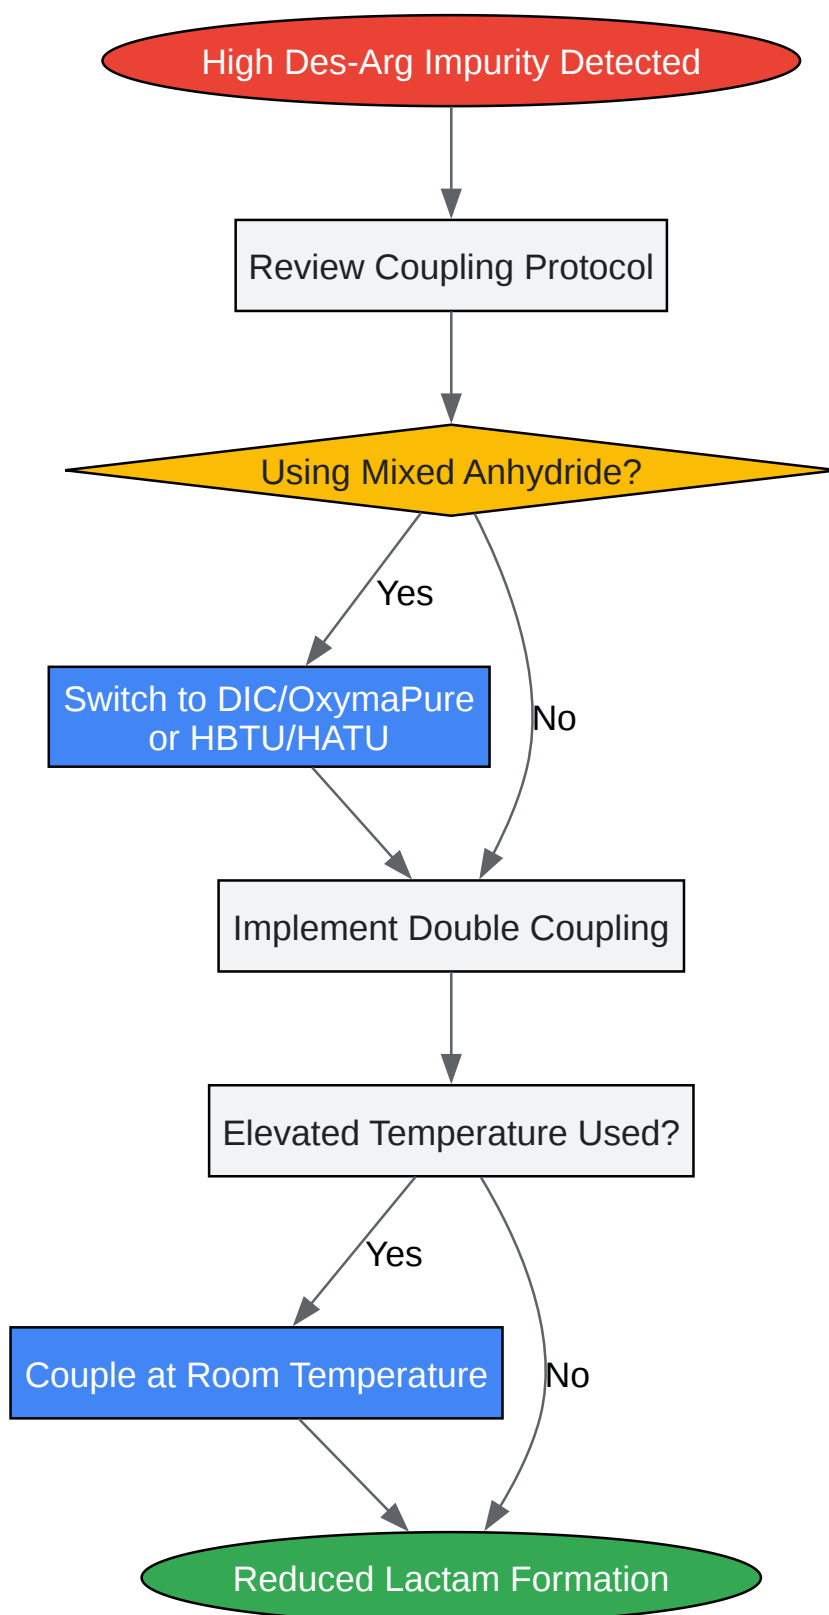 High Des-Arg Impurity Detected
Review Coupling Protocol
Using Mixed Anhydride?
Yes
Switch to DIC/OxymaPure
or HBTU/HATU
No
Implement Double Coupling
Elevated Temperature Used?
Yes
Couple at Room Temperature
No
Reduced Lactam Formation